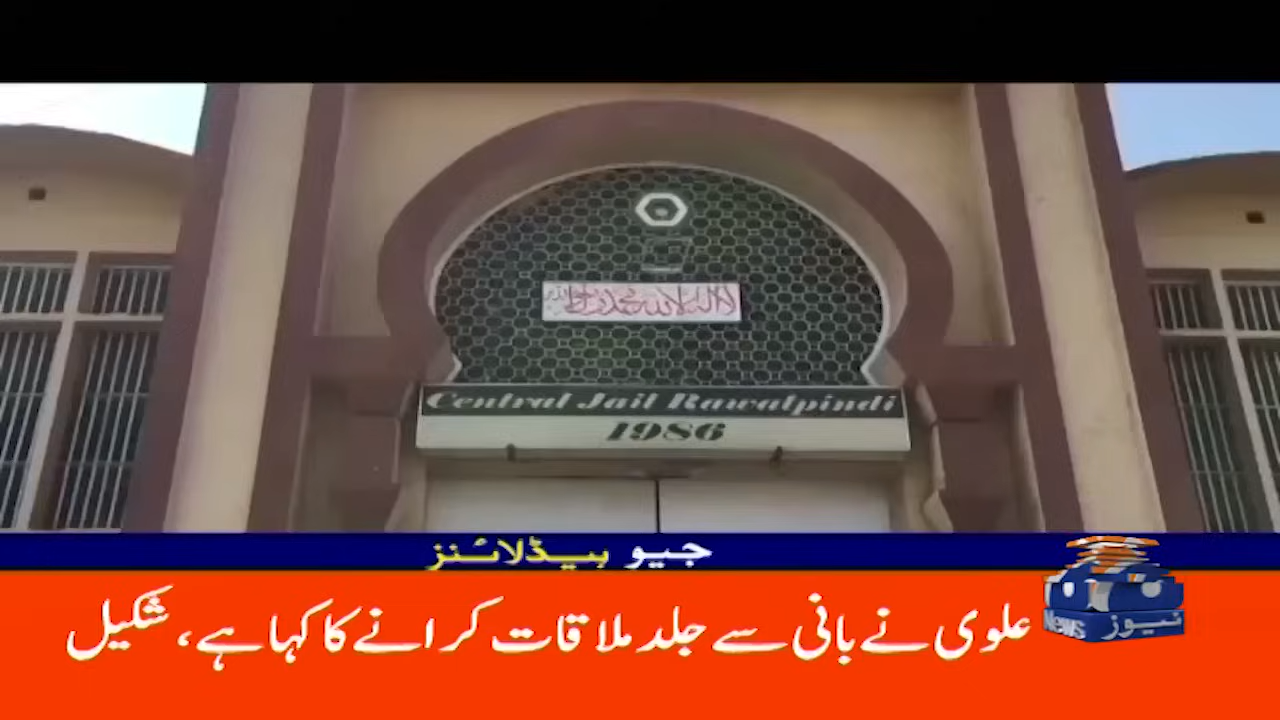 لا الہ الا اللہ محمد رسول اللہ
Central Jail Rawalpindi
1986
جیو ہیڈلائنز
علوی نے بانی سے جلد ملاقات کرانے کا کہا ہے، شکیل
News نیوز